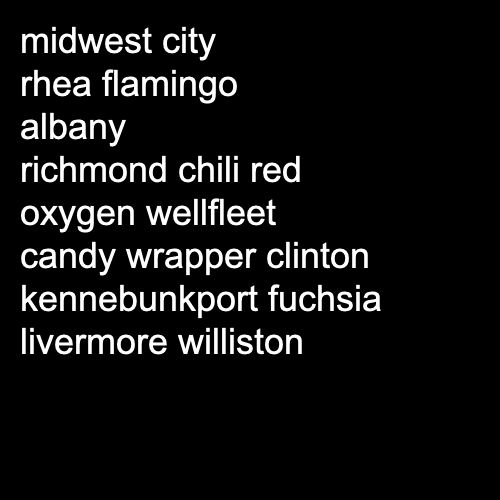 midwest city
rhea flamingo
albany
richmond chili red
oxygen wellfleet
candy wrapper clinton
kennebunkport fuchsia
livermore williston